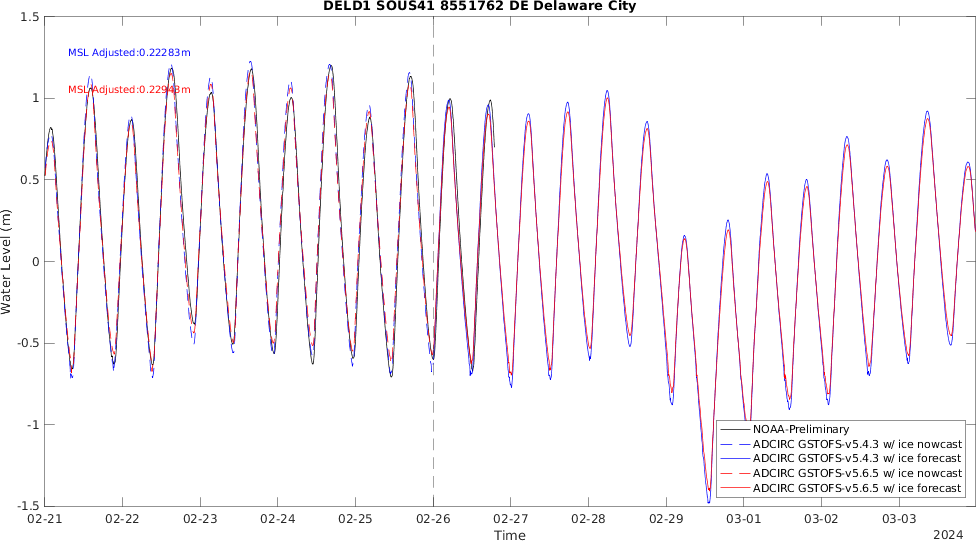 DELD1 SOUS41 8551762 DE Delaware City
1.5
MSL Adjusted:0.22283m
MSL Adjusted:0.22943m
1
0.5
0
-0.5
-1
-1.5
Water Level (m)
NOAA-Preliminary
ADCIRC GSTOFS-v5.4.3 w/ ice nowcast
ADCIRC GSTOFS-v5.4.3 w/ ice forecast
ADCIRC GSTOFS-v5.6.5 w/ ice nowcast
ADCIRC GSTOFS-v5.6.5 w/ ice forecast
02-21 02-22 02-23 02-24 02-25 02-26 02-27 02-28 02-29 03-01 03-02 03-03
Time
2024